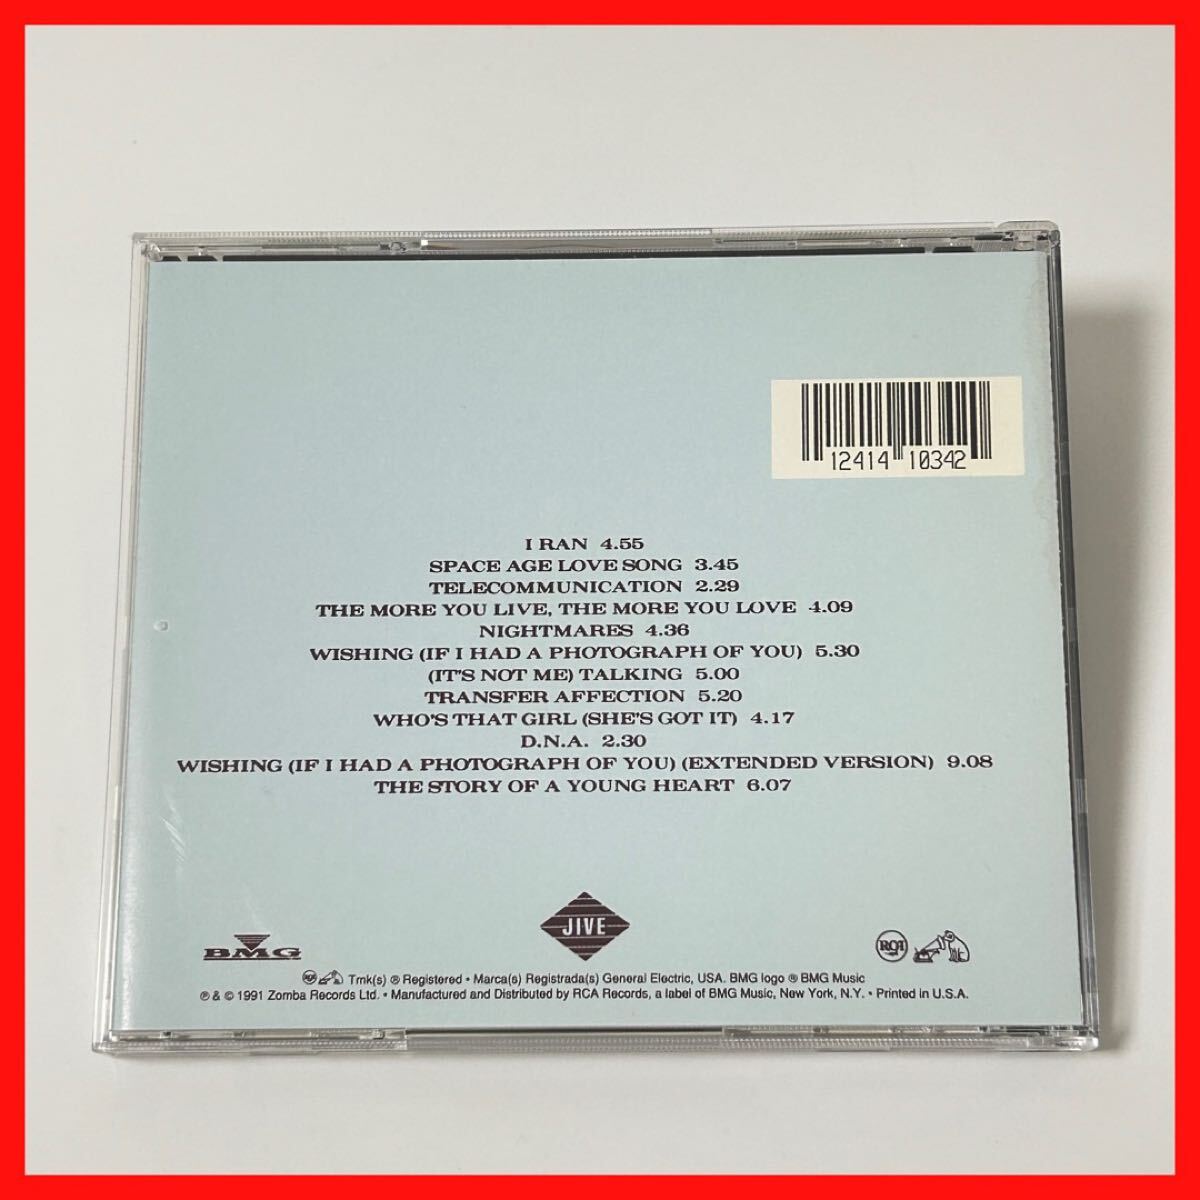 12414 10342
I RAN 4.55
SPACE AGE LOVE SONG 3.45
TELECOMMUNICATION 2.29
THE MORE YOU LIVE, THE MORE YOU LOVE 4.09
NIGHTMARES 4.36
WISHING (IF I HAD A PHOTOGRAPH OF YOU) 5.30
(IT'S NOT ME) TALKING 5.00
TRANSFER AFFECTION 5.20
WHO'S THAT GIRL (SHE'S GOT IT) 4.17
D.N.A. 2.30
WISHING (IF I HAD A PHOTOGRAPH OF YOU) (EXTENDED VERSION) 9.08
THE STORY OF A YOUNG HEART 6.07
BMG
JIVE
RCA
Tmk(s) ® Registered • Marca(s) Registrada(s) General Electric, USA. BMG logo ® BMG Music
℗ & © 1991 Zomba Records Ltd. • Manufactured and Distributed by RCA Records, a label of BMG Music, New York, N.Y. • Printed in U.S.A.